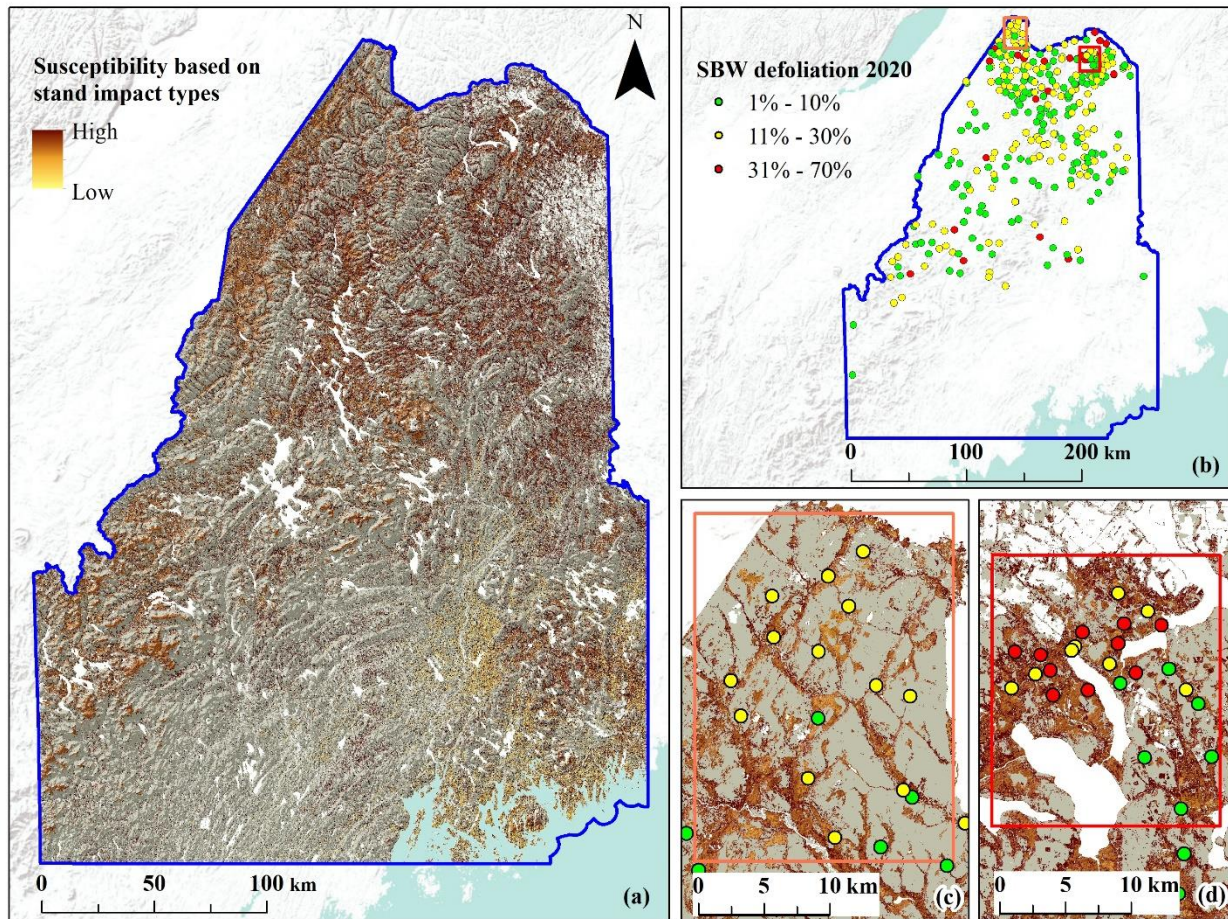 Susceptibility based on
stand impact types
High
Low
N
0 50 100 km
(a)
SBW defoliation 2020
1% - 10%
11% - 30%
31% - 70%
0 100 200 km
(b)
0 5 10 km
(c)
0 5 10 km
(d)